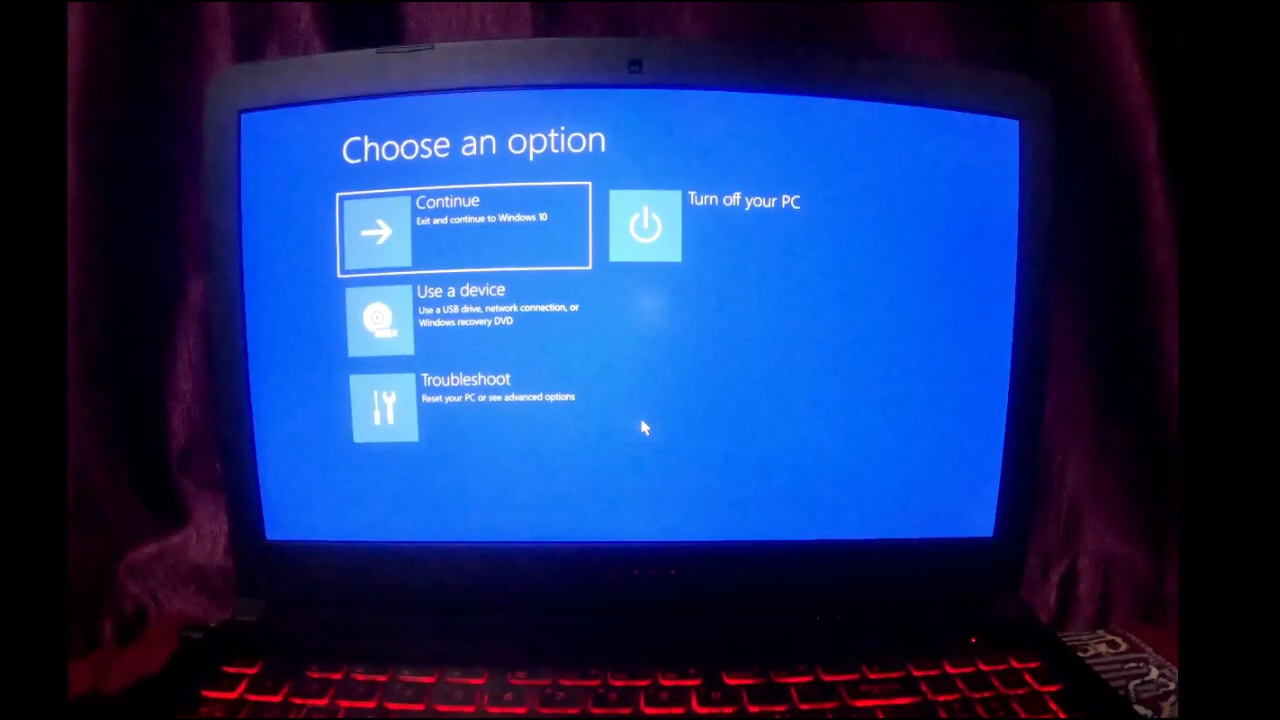 Choose an option
Continue
Exit and continue to Windows 10
Turn off your PC
Use a device
Use a USB drive, network connection, or
Windows recovery DVD
Troubleshoot
Reset your PC or see advanced options